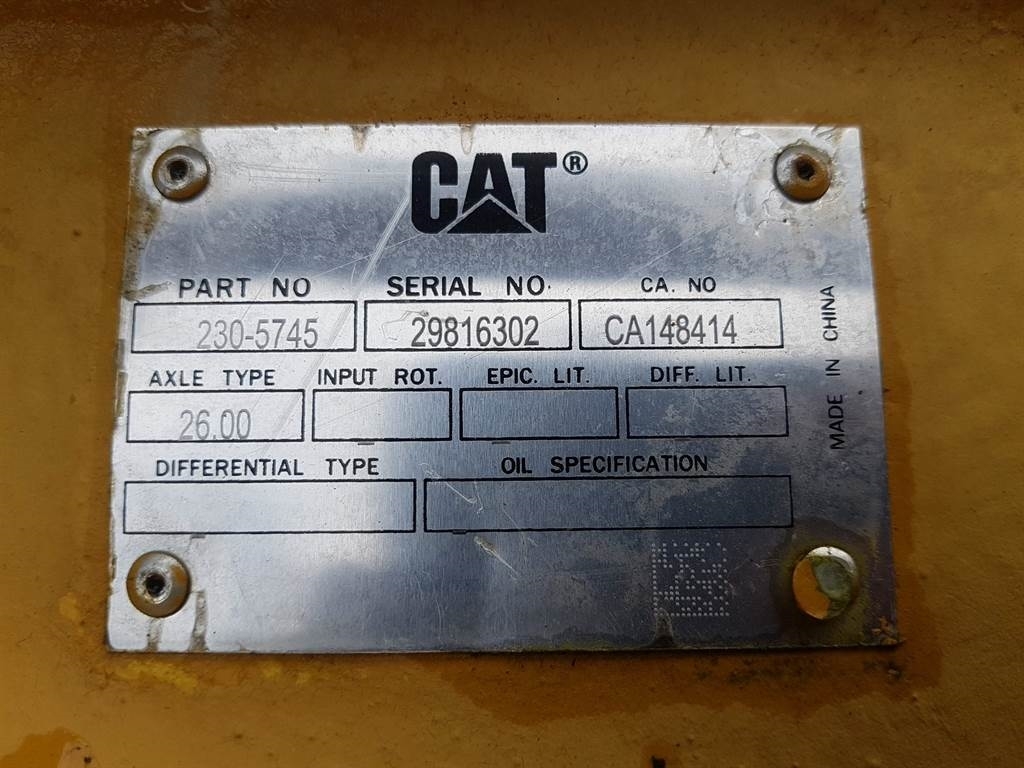 CAT®
PART NO SERIAL NO. CA. NO
230-5745 29816302 CA148414
AXLE TYPE INPUT ROT. EPIC. LIT. DIFF. LIT.
26.00
DIFFERENTIAL TYPE OIL SPECIFICATION
MADE IN CHINA